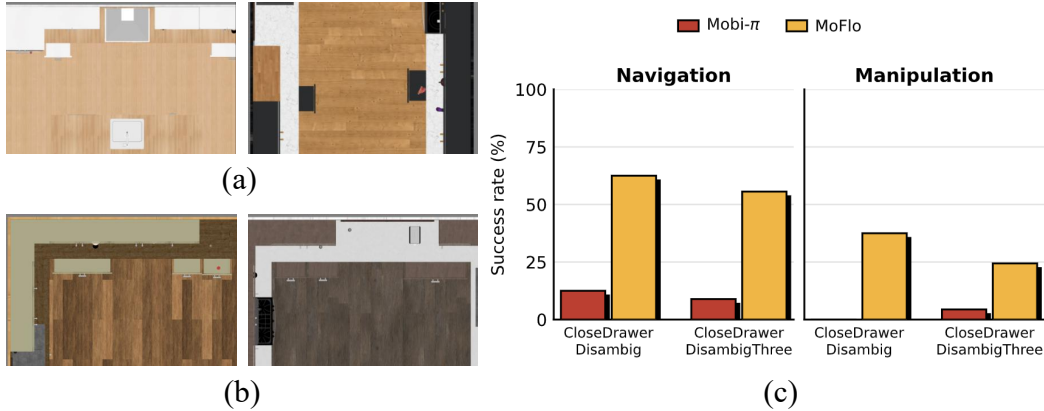 (a)
(b)
Mobi-π
MoFlo
Navigation
Manipulation
Success rate (%)
100
75
50
25
0
CloseDrawer
Disambig
CloseDrawer
DisambigThree
CloseDrawer
Disambig
CloseDrawer
DisambigThree
(c)